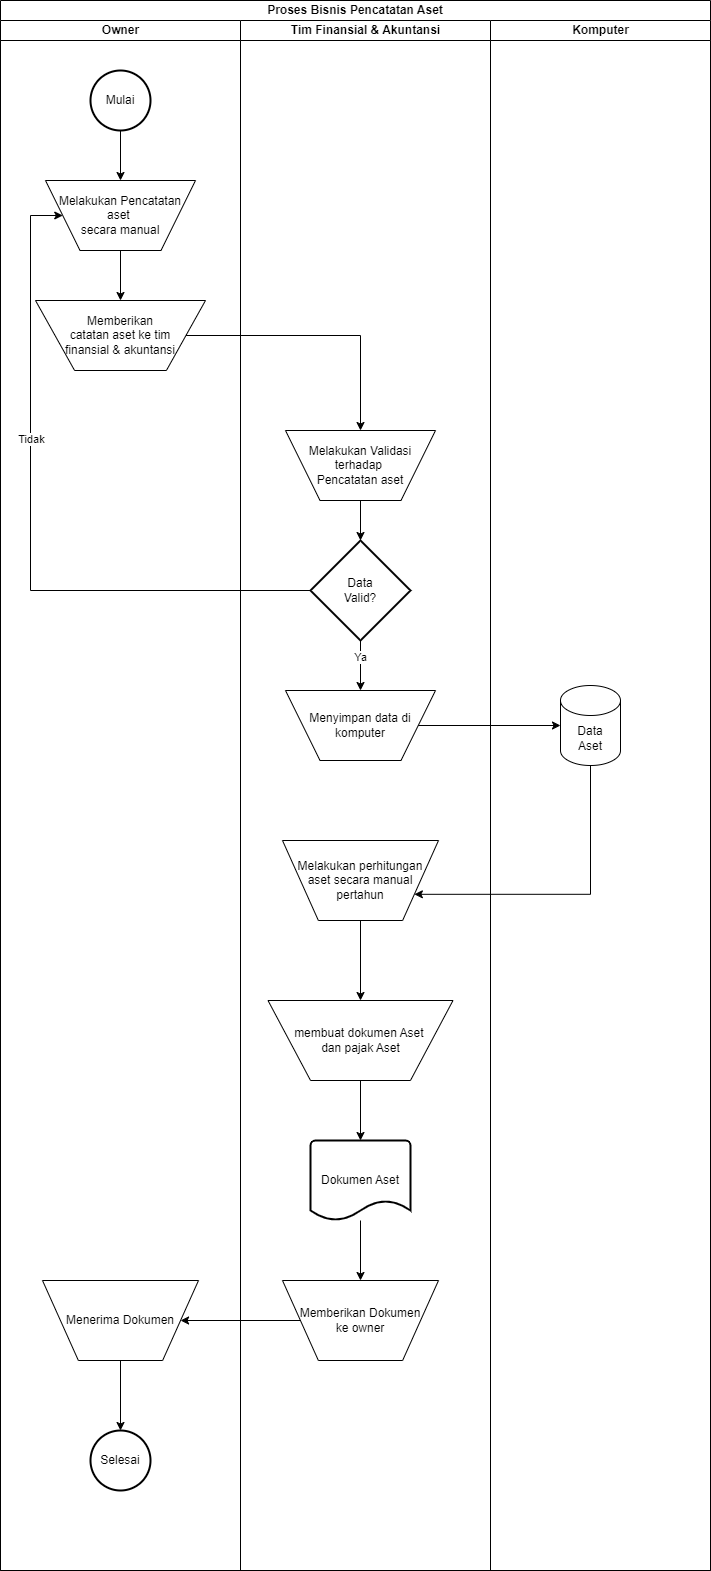 Proses Bisnis Pencatatan Aset
Owner
Tim Finansial & Akuntansi
Komputer
Mulai
Melakukan Pencatatan
aset
secara manual
Memberikan
catatan aset ke tim
finansial & akuntansi
Tidak
Melakukan Validasi
terhadap
Pencatatan aset
Data
Valid?
Ya
Menyimpan data di
komputer
Data
Aset
Melakukan perhitungan
aset secara manual
pertahun
membuat dokumen Aset
dan pajak Aset
Dokumen Aset
Memberikan Dokumen
ke owner
Menerima Dokumen
Selesai